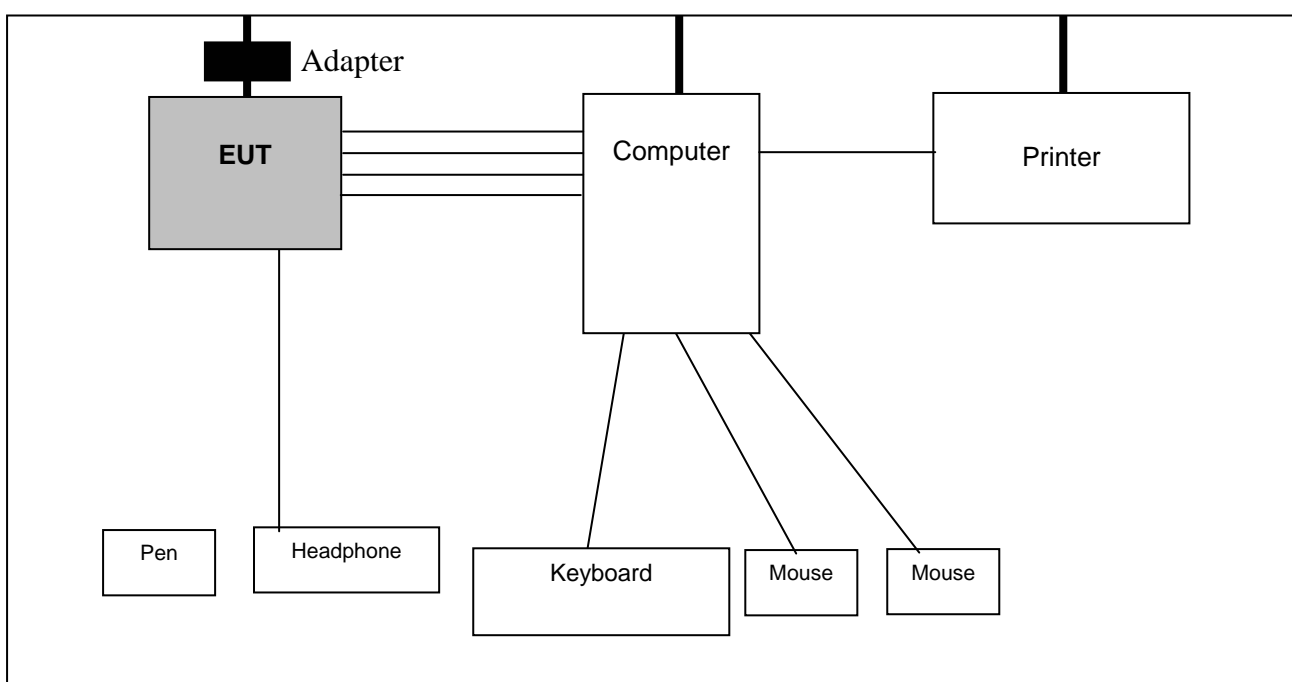 Adapter
EUT
Computer
Printer
Pen
Headphone
Keyboard
Mouse
Mouse